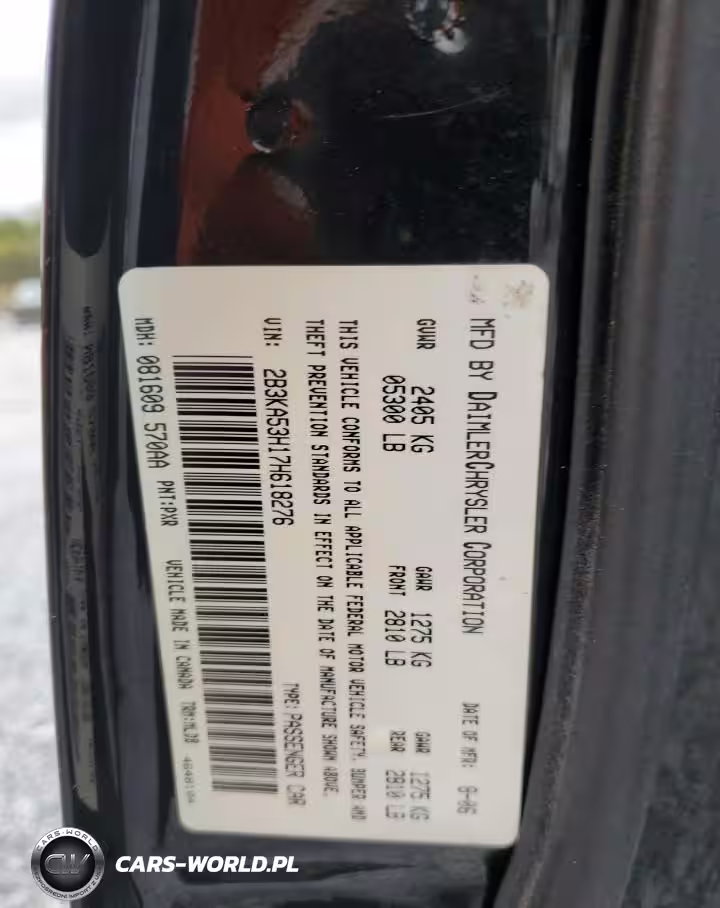 MFD BY DAIMLERCHRYSLER CORPORATION DATE OF MFR: 8-06
GVWR 2405 KG GAWR 1275 KG GAWR 1275 KG
05300 LB FRONT 2810 LB REAR 2810 LB
THIS VEHICLE CONFORMS TO ALL APPLICABLE FEDERAL MOTOR VEHICLE SAFETY, BUMPER AND
THEFT PREVENTION STANDARDS IN EFFECT ON THE DATE OF MANUFACTURE SHOWN ABOVE.
VIN: 2B3KA53H17H618276 TYPE: PASSENGER CAR
MDH: 081609 570AA PNT:PXR VEHICLE MADE IN CANADA
CARS-WORLD
CW
CARS-WORLD.PL